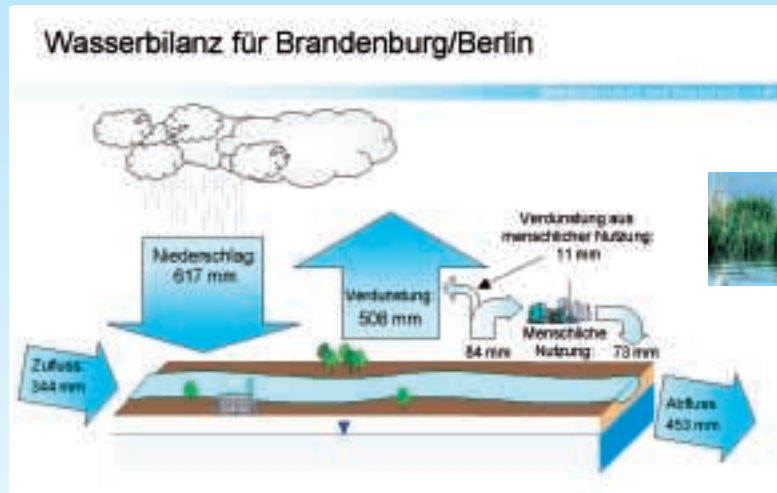 Wasserbilanz für Brandenburg/Berlin
Verdunstung aus
menschlicher Nutzung:
11 mm
Niederschlag:
617 mm
Verdunstung:
508 mm
84 mm
Menschliche
Nutzung:
73 mm
Zufluss:
344 mm
Abfluss:
453 mm